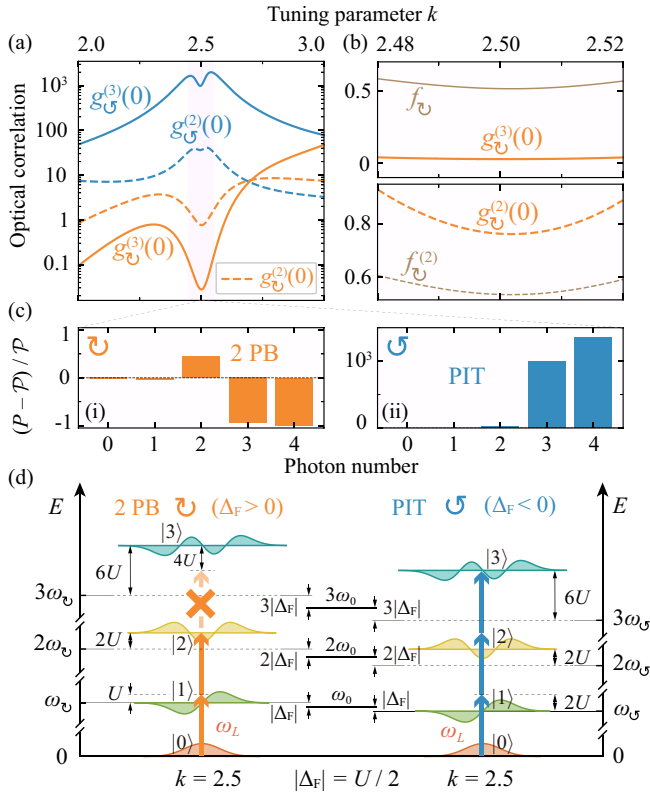 Tuning parameter k
(a) 2.0 2.5 3.0
(b) 2.48 2.50 2.52
Optical correlation
10³
100
10
1
0.1
g↺⁽³⁾(0)
g↺⁽²⁾(0)
g↻⁽³⁾(0)
g↻⁽²⁾(0)
0.5
0
f↻
g↻⁽³⁾(0)
0.8
0.6
g↻⁽²⁾(0)
f↻⁽²⁾
(c)
(P − 𝒫) / 𝒫
1
0
-1
↻ 2 PB
(i)
0 1 2 3 4
10³
0
↺ PIT
(ii)
0 1 2 3 4
Photon number
(d)
E 2 PB ↻ (ΔF > 0) PIT ↺ (ΔF < 0) E
|3⟩ 4U 6U
3ω↻ 3|ΔF| 3ω₀ 3|ΔF| |3⟩ 6U 3ω↺
2ω↻ 2U |2⟩ 2|ΔF| 2ω₀ 2|ΔF| |2⟩ 2U 2ω↺
ω↻ U |1⟩ |ΔF| ω₀ |ΔF| |1⟩ 2U ω↺
ωL ωL
0 |0⟩ |0⟩ 0
k = 2.5 |ΔF| = U / 2 k = 2.5